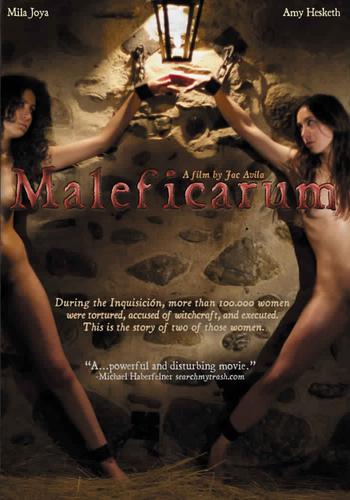 Mila Joya
Amy Hesketh
A film by Jac Avila
Maleficarum
During the Inquisición, more than 100.000 women
were tortured, accused of witchcraft, and executed.
This is the story of two of those women.
“A...powerful and disturbing movie.”
-Michael Haberfelner searchmytrash.com